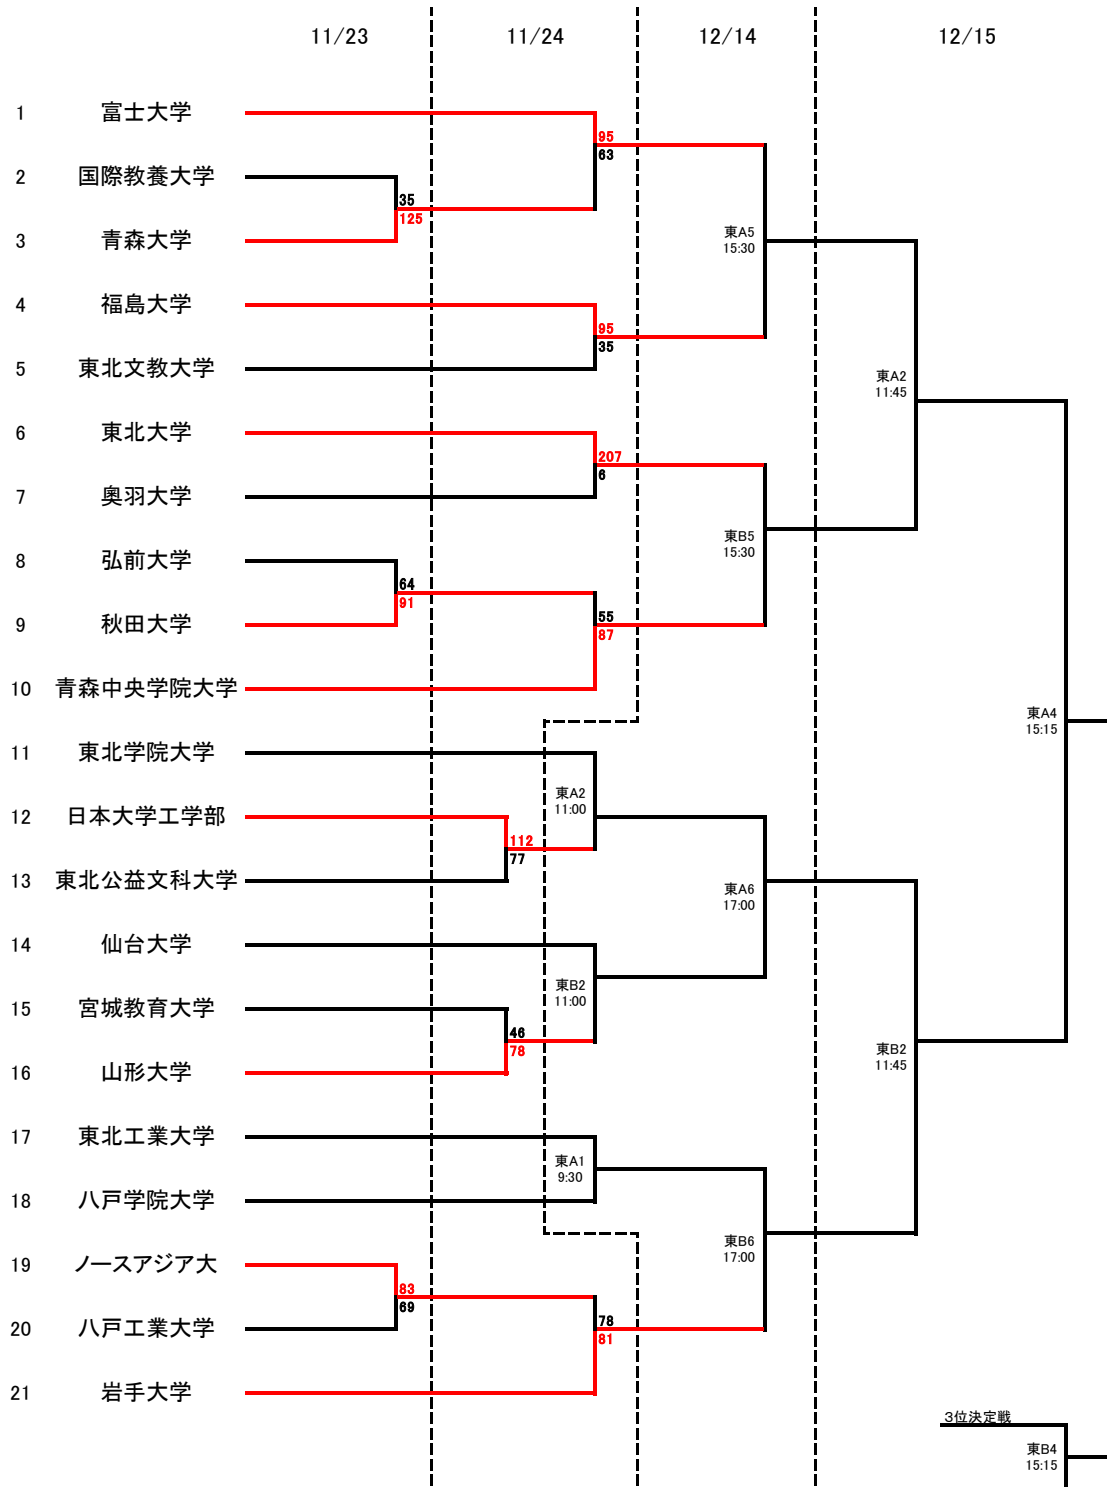 11/23 11/24 12/14 12/15
1 富士大学
95
63
2 国際教養大学
35
125
3 青森大学
東A5
15:30
4 福島大学
95
35
5 東北文教大学
東A2
11:45
6 東北大学
207
6
7 奥羽大学
東B5
15:30
8 弘前大学
64
91
9 秋田大学
55
87
10 青森中央学院大学
東A4
15:15
11 東北学院大学
東A2
11:00
12 日本大学工学部
112
77
13 東北公益文科大学
東A6
17:00
14 仙台大学
東B2
11:00
15 宮城教育大学
46
78
16 山形大学
東B2
11:45
17 東北工業大学
東A1
9:30
18 八戸学院大学
東B6
17:00
19 ノースアジア大
83
69
20 八戸工業大学
78
81
21 岩手大学
3位決定戦
東B4
15:15